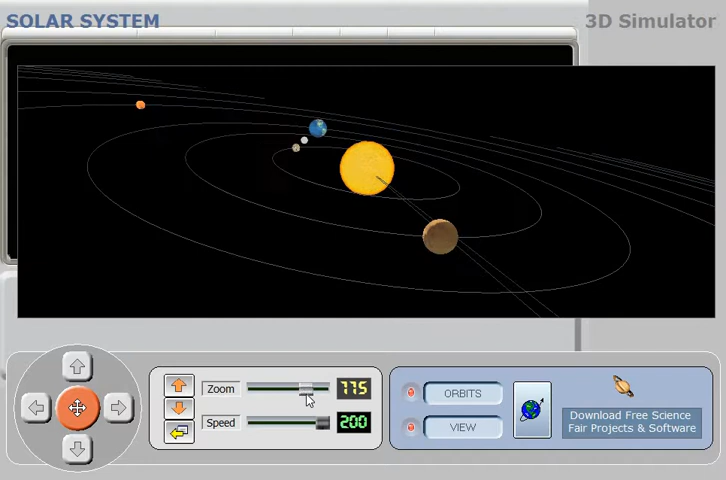 SOLAR SYSTEM
3D Simulator
Zoom
775
Speed
200
ORBITS
VIEW
Download Free Science
Fair Projects & Software